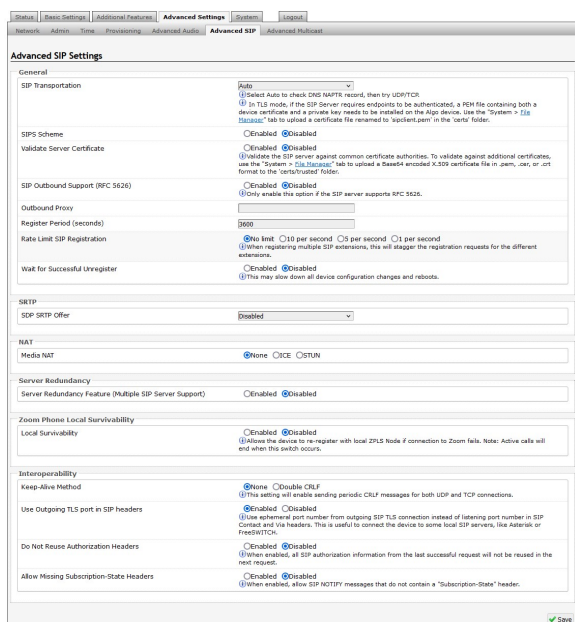 Status Basic Settings Additional Features Advanced Settings System Logout
Network Admin Time Provisioning Advanced Audio Advanced SIP Advanced Multicast
Advanced SIP Settings
General
SIP Transportation Auto
Select Auto to check DNS NAPTR record, then try UDP/TCP.
In TLS mode, if the SIP Server requires endpoints to be authenticated, a PEM file containing both a
device certificate and a private key needs to be installed on the Algo device. Use the "System > File
Manager" tab to upload a certificate file renamed to 'sipclient.pem' in the 'certs' folder.
SIPS Scheme Enabled Disabled
Validate Server Certificate Enabled Disabled
Validate the SIP server against common certificate authorities. To validate against additional certificates,
use the "System > File Manager" tab to upload a Base64 encoded X.509 certificate file in .pem, .cer, or .crt
format to the 'certs/trusted' folder.
SIP Outbound Support (RFC 5626) Enabled Disabled
Only enable this option if the SIP server supports RFC 5626.
Outbound Proxy
Register Period (seconds) 3600
Rate Limit SIP Registration No limit 10 per second 5 per second 1 per second
When registering multiple SIP extensions, this will stagger the registration requests for the different
extensions.
Wait for Successful Unregister Enabled Disabled
This may slow down all device configuration changes and reboots.
SRTP
SDP SRTP Offer Disabled
NAT
Media NAT None ICE STUN
Server Redundancy
Server Redundancy Feature (Multiple SIP Server Support) Enabled Disabled
Zoom Phone Local Survivability
Local Survivability Enabled Disabled
Allows the device to re-register with local ZPLS Node if connection to Zoom fails. Note: Active calls will
end when this switch occurs.
Interoperability
Keep-Alive Method None Double CRLF
This setting will enable sending periodic CRLF messages for both UDP and TCP connections.
Use Outgoing TLS port in SIP headers Enabled Disabled
Use ephemeral port number from outgoing SIP TLS connection instead of listening port number in SIP
Contact and Via headers. This is useful to connect the device to some local SIP servers, like Asterisk or
FreeSWITCH.
Do Not Reuse Authorization Headers Enabled Disabled
When enabled, all SIP authorization information from the last successful request will not be reused in the
next request.
Allow Missing Subscription-State Headers Enabled Disabled
When enabled, allow SIP NOTIFY messages that do not contain a "Subscription-State" header.
Save